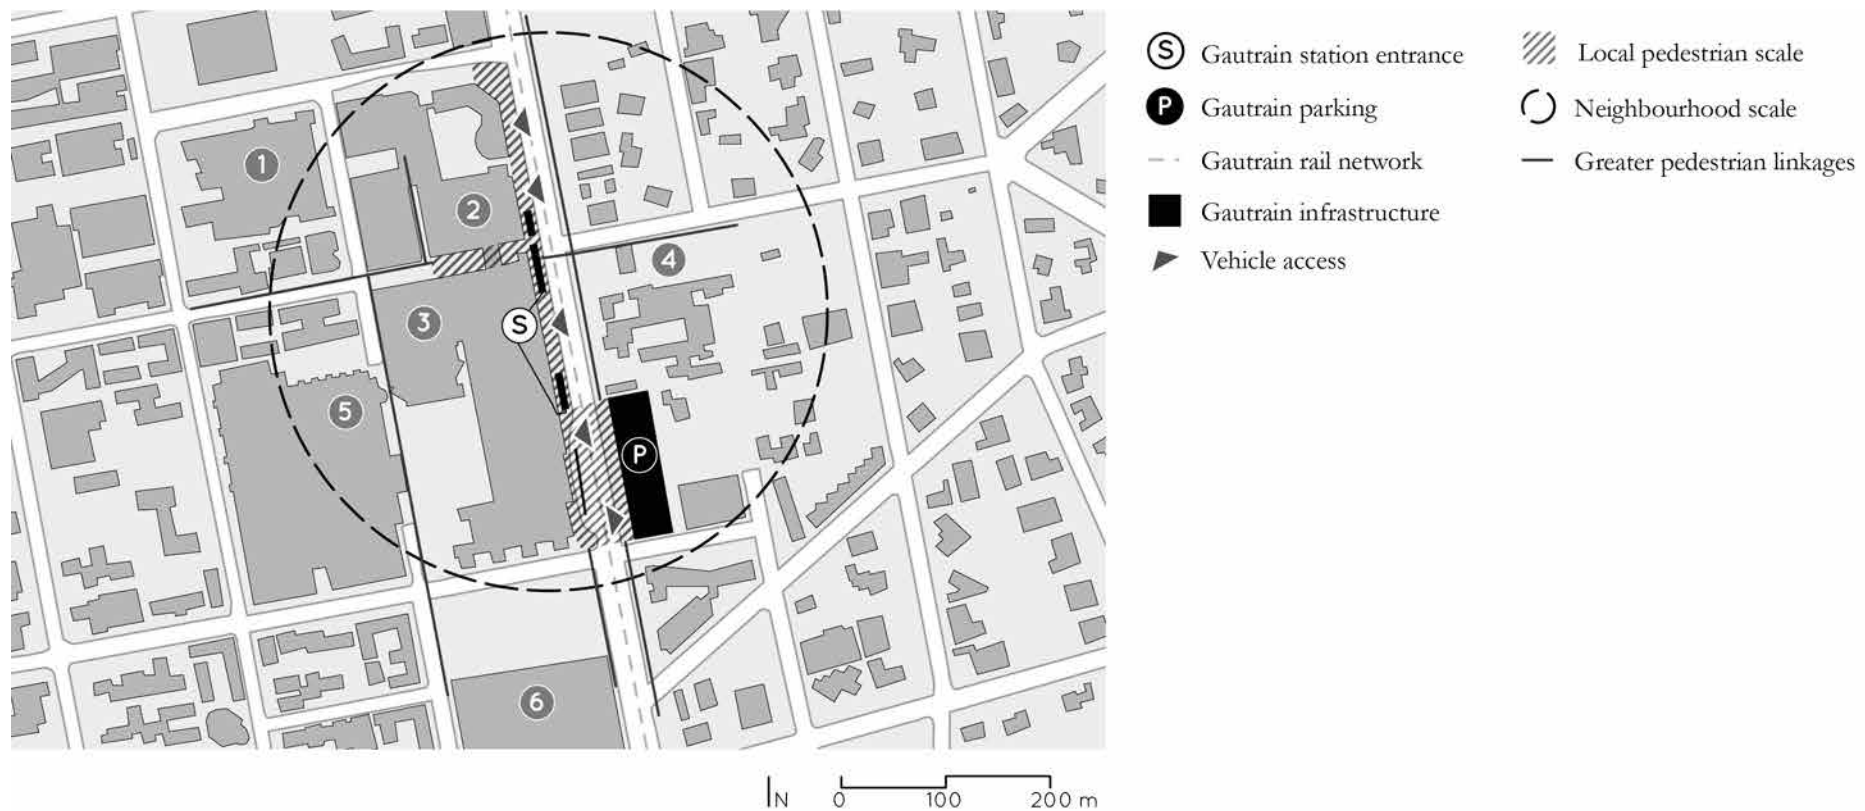 1
2
3
4
5
6
S
P
S Gautrain station entrance
P Gautrain parking
Gautrain rail network
Gautrain infrastructure
Vehicle access
Local pedestrian scale
Neighbourhood scale
Greater pedestrian linkages
N 0 100 200 m